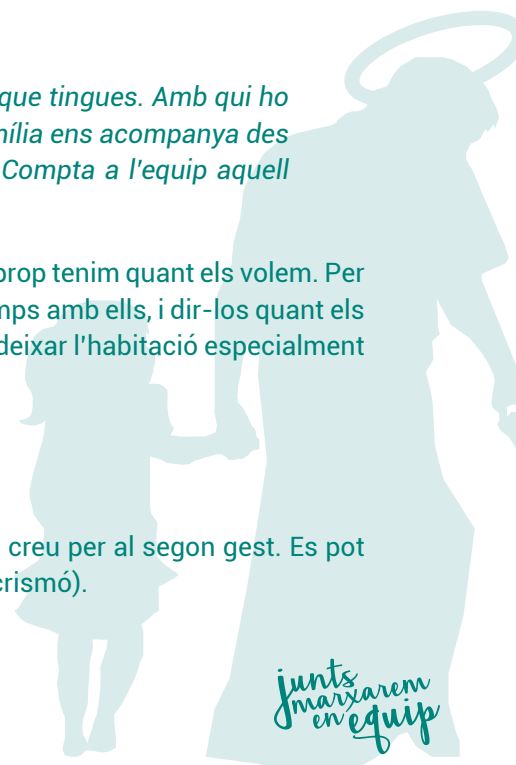 que tingues. Amb qui ho
mília ens acompanya des
Compta a l'equip aquell
prop tenim quant els volem. Per
mps amb ells, i dir-los quant els
deixar l'habitació especialment
creu per al segon gest. Es pot
crismó).
junts
marxarem
en equip